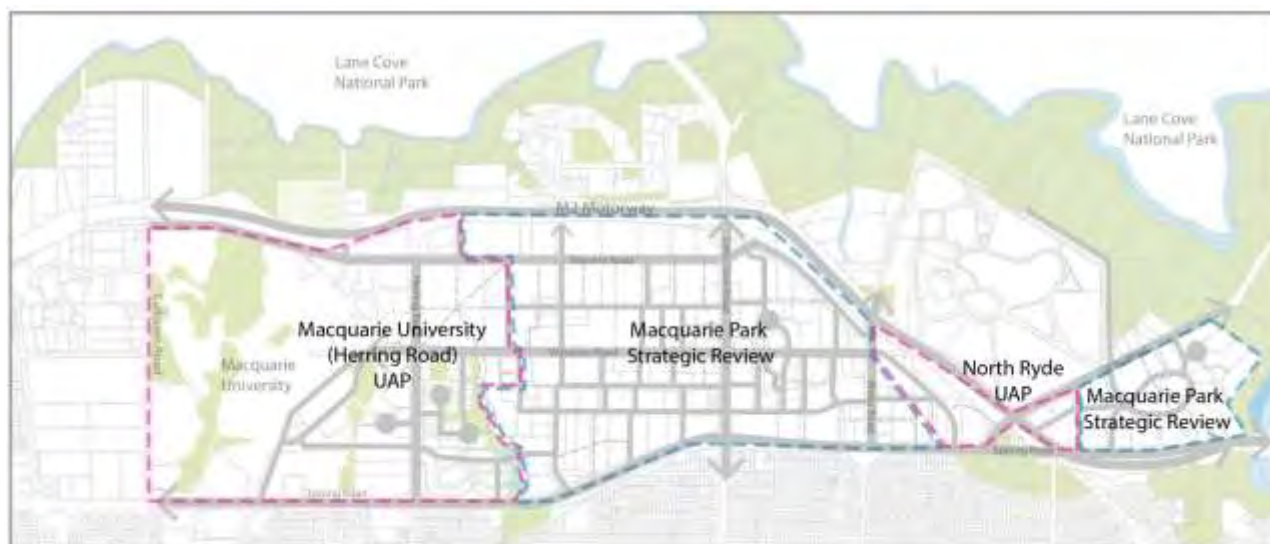 Lane Cove
National Park
Lane Cove
National Park
M2 Motorway
Macquarie University
(Herring Road)
UAP
Macquarie
University
Macquarie Park
Strategic Review
North Ryde
UAP
Macquarie Park
Strategic Review